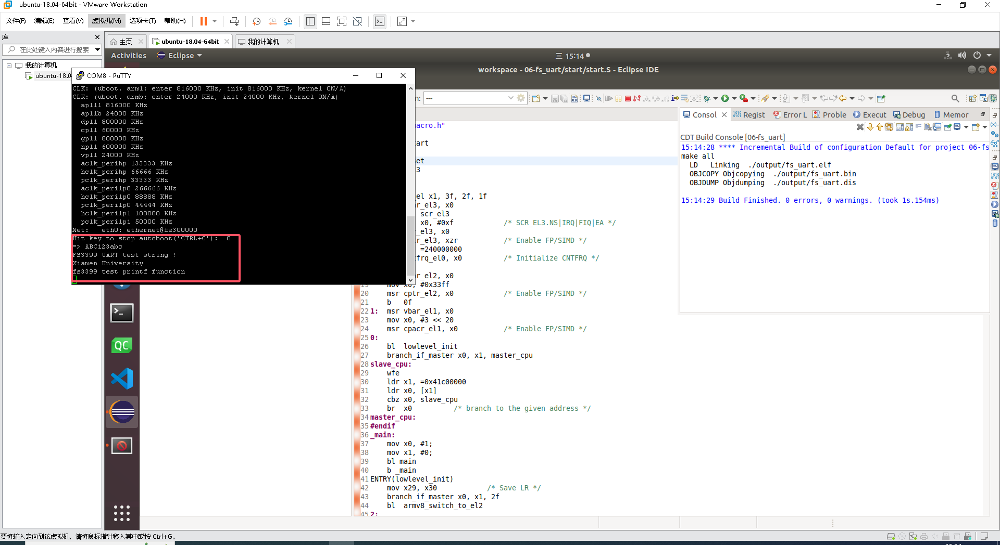 ubuntu-18.04-64bit - VMware Workstation
文件(F) 编辑(E) 查看(V) 虚拟机(M) 选项卡(T) 帮助(H)
库
在此处键入内容进行搜索
我的计算机
ubuntu-18.0
主页
ubuntu-18.04-64bit
我的计算机
Activities
Eclipse
三 15:14
workspace - 06-fs_uart/start/start.S - Eclipse IDE
COM8 - PuTTY
CLK: (uboot. arml: enter 816000 KHz, init 816000 KHz, kernel 0N/A)
CLK: (uboot. armb: enter 24000 KHz, init 24000 KHz, kernel 0N/A)
aplll 816000 KHz
apllb 24000 KHz
dpll 800000 KHz
cpll 60000 KHz
gpll 800000 KHz
npll 600000 KHz
vpll 24000 KHz
aclk_perihp 133333 KHz
hclk_perihp 66666 KHz
pclk_perihp 33333 KHz
aclk_perilp0 266666 KHz
hclk_perilp0 88888 KHz
pclk_perilp0 44444 KHz
hclk_perilp1 100000 KHz
pclk_perilp1 50000 KHz
Net: eth0: ethernet@fe300000
Hit key to stop autoboot('CTRL+C'): 0
=> ABC123abc
FS3399 UART test string !
Xiamen University
fs3399 test printf function
n: ---
acro.h"
art
et
3
el x1, 3f, 2f, 1f
r_el3, x0
scr_el3
x0, #0xf /* SCR_EL3.NS|IRQ|FIQ|EA */
_el3, x0
r_el3, xzr /* Enable FP/SIMD */
=240000000
frq_el0, x0 /* Initialize CNTFRQ */
r_el2, x0
19 mov x0, #0x33ff
20 msr cptr_el2, x0 /* Enable FP/SIMD */
21 b 0f
22 1: msr vbar_el1, x0
23 mov x0, #3 << 20
24 msr cpacr_el1, x0 /* Enable FP/SIMD */
25 0:
26 bl lowlevel_init
27 branch_if_master x0, x1, master_cpu
28 slave_cpu:
29 wfe
30 ldr x1, =0x41c00000
31 ldr x0, [x1]
32 cbz x0, slave_cpu
33 br x0 /* branch to the given address */
34 master_cpu:
35 #endif
36 _main:
37 mov x0, #1;
38 mov x1, #0;
39 bl main
40 b _main
41 ENTRY(lowlevel_init)
42 mov x29, x30 /* Save LR */
43 branch_if_master x0, x1, 2f
44 bl armv8_switch_to_el2
45 2:
Consol Regist Error L Proble Execut Debug Memor
CDT Build Console [06-fs_uart]
15:14:28 **** Incremental Build of configuration Default for project 06-fs
make all
LD Linking ./output/fs_uart.elf
OBJCOPY Objcopying ./output/fs_uart.bin
OBJDUMP Objdumping ./output/fs_uart.dis
15:14:29 Build Finished. 0 errors, 0 warnings. (took 1s.154ms)
QC
要将输入定向到该虚拟机，请将鼠标指针移入其中或按 Ctrl+G。